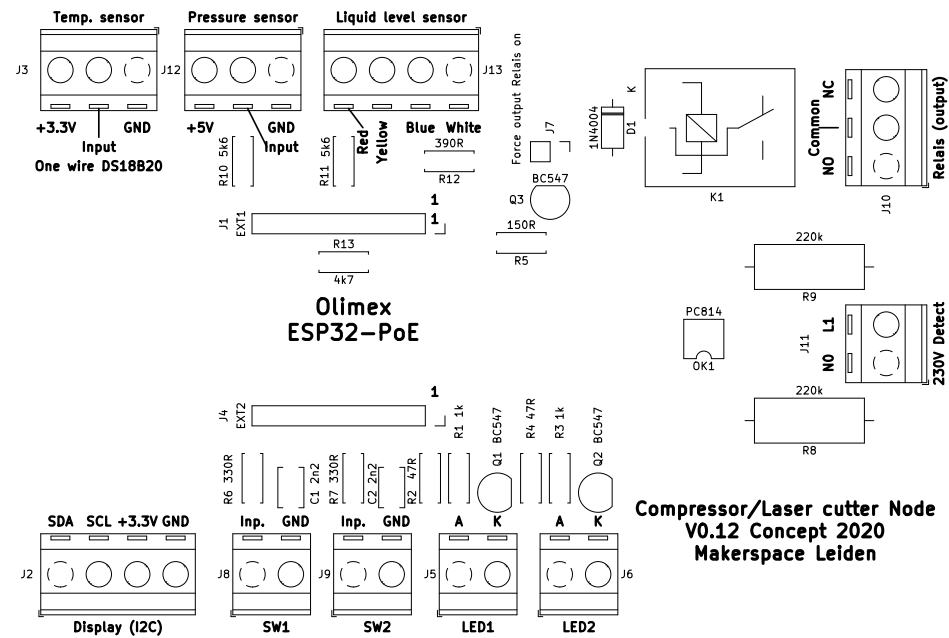 Temp. sensor
Pressure sensor
Liquid level sensor
J3
J12
J13
+3.3V
GND
Input
One wire DS18B20
+5V
GND
Input
Red
Yellow
Blue
White
R10 5k6
R11 5k6
390R
R12
Force output Relais on
J7
1N4004
D1
K
K1
NC
Common
NO
Relais (output)
J10
BC547
Q3
1
1
J1
EXT1
R13
4k7
150R
R5
220k
R9
Olimex
ESP32-PoE
PC814
OK1
J11
L1
NO
230V Detect
220k
R8
1
J4
EXT2
R6 330R
C1 2n2
R7 330R
C2 2n2
R2 47R
R1 1k
Q1 BC547
R4 47R
R3 1k
Q2 BC547
Compressor/Laser cutter Node
V0.12 Concept 2020
Makerspace Leiden
SDA SCL +3.3V GND
Inp. GND
Inp. GND
A K
A K
J2
J8
J9
J5
J6
Display (I2C)
SW1
SW2
LED1
LED2